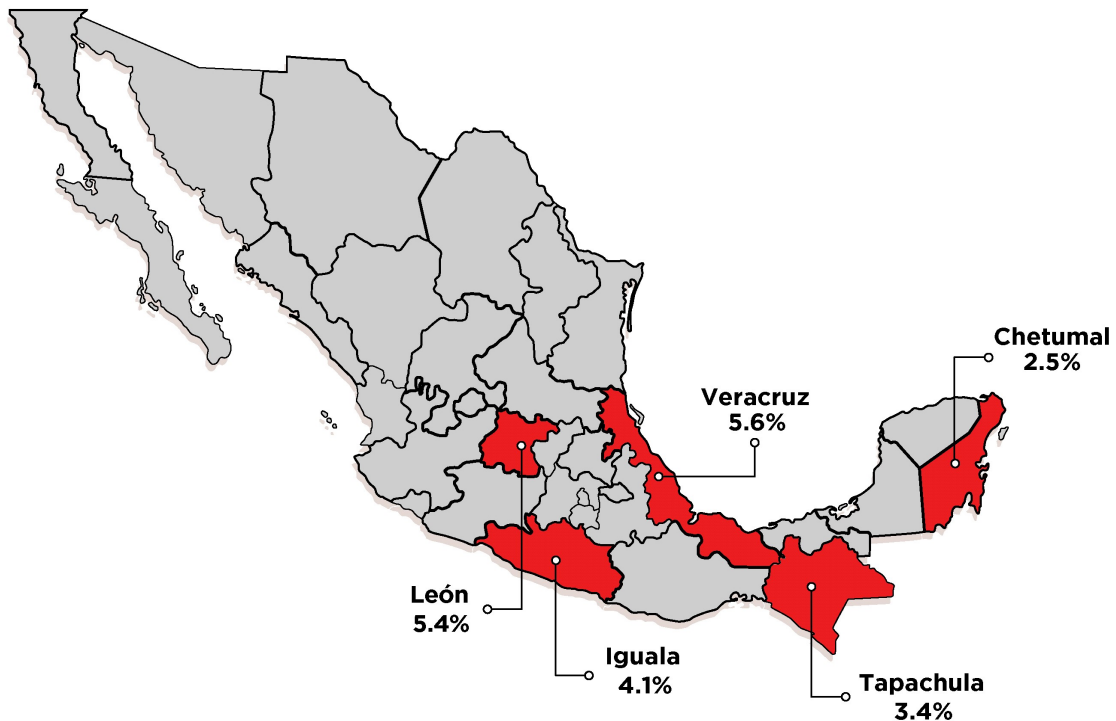 Chetumal
2.5%
Veracruz
5.6%
León
5.4%
Iguala
4.1%
Tapachula
3.4%